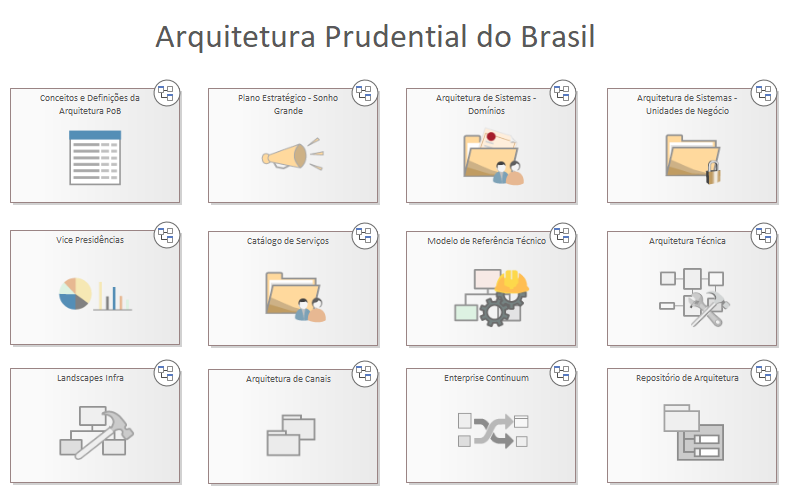 Arquitetura Prudential do Brasil
Conceitos e Definições da
Arquitetura PoB
Plano Estratégico - Sonho
Grande
Arquitetura de Sistemas -
Domínios
Arquitetura de Sistemas -
Unidades de Negócio
Vice Presidências
Catálogo de Serviços
Modelo de Referência Técnico
Arquitetura Técnica
Landscapes Infra
Arquitetura de Canais
Enterprise Continuum
Repositório de Arquitetura